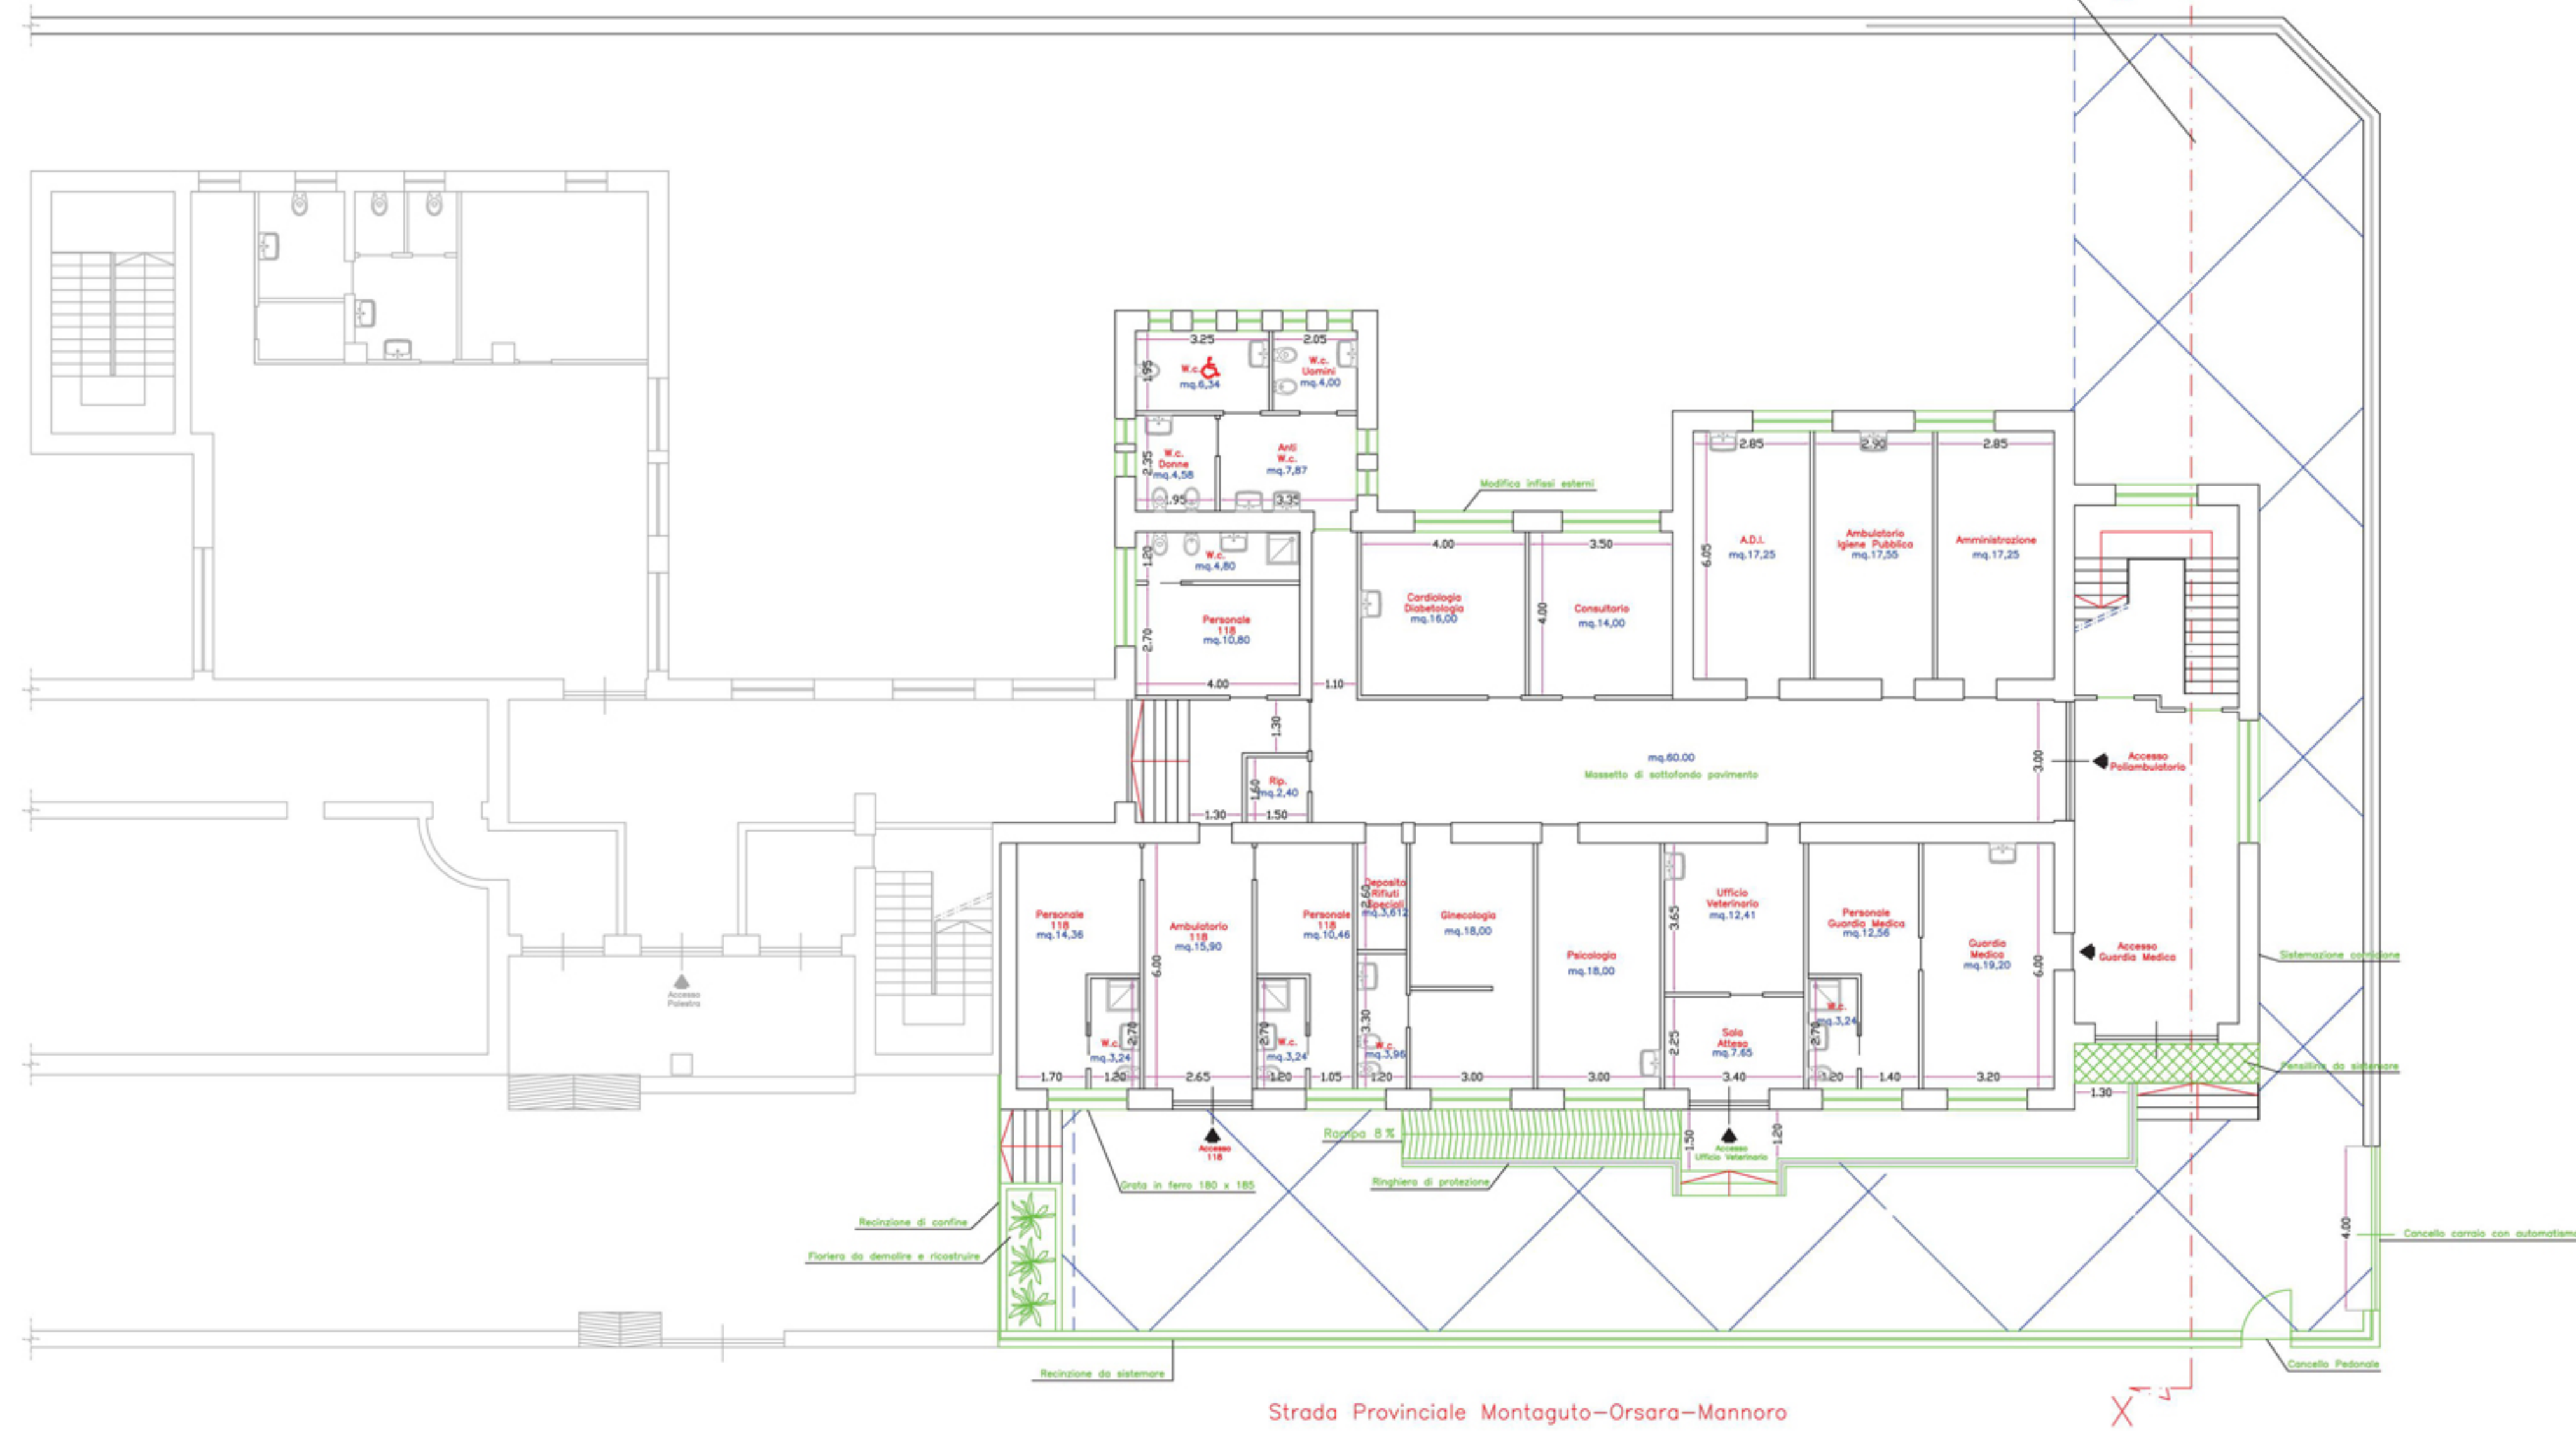 3.25
2.05
W.c.
mq.6,34
1.95
W.c.
Uomini
mq.4,00
W.c.
Donne
mq.4,58
2.35
1.95
Anti
W.c.
mq.7,87
3.35
Modifica infissi esterni
2.85
2.90
2.85
A.D.I.
mq.17,25
6.05
Ambulatorio
Igiene Pubblica
mq.17,55
Amministrazione
mq.17,25
1.20
W.c.
mq.4,80
Personale
118
mq.10,80
2.70
4.00
1.10
4.00
Cardiologia
Diabetologia
mq.16,00
3.50
4.00
Consultorio
mq.14,00
1.30
Rip.
mq.2,40
1.60
1.30
1.50
mq.60.00
Massetto di sottofondo pavimento
3.00
Accesso
Poliambulatorio
Accesso
Palestra
Personale
118
mq.14,36
W.c.
mq.3,24
2.70
1.70
1.20
Ambulatorio
118
mq.15,90
6.00
2.65
Personale
118
mq.10,46
W.c.
mq.3,24
2.70
1.20
1.05
Deposito
Rifiuti
Speciali
mq.3,612
2.60
3.30
W.c.
mq.3,96
1.20
Ginecologia
mq.18,00
3.00
Psicologia
mq.18,00
3.00
Ufficio
Veterinario
mq.12,41
3.65
Sala
Attesa
mq.7.65
2.25
3.40
Personale
Guardia Medica
mq.12,56
W.c.
mq.3,24
2.70
1.20
1.40
Guardia
Medica
mq.19,20
6.00
3.20
Accesso
Guardia Medica
Sistemazione cornicione
Pensilina da sistemare
1.30
Accesso
118
Rampa 8%
1.50
1.20
Accesso
Ufficio Veterinario
Grata in ferro 180 x 185
Ringhiera di protezione
Recinzione di confine
Fioriera da demolire e ricostruire
4.00
Cancello carraio con automatismo
Cancello Pedonale
Recinzione da sistemare
Strada Provinciale Montaguto-Orsara-Mannoro
X